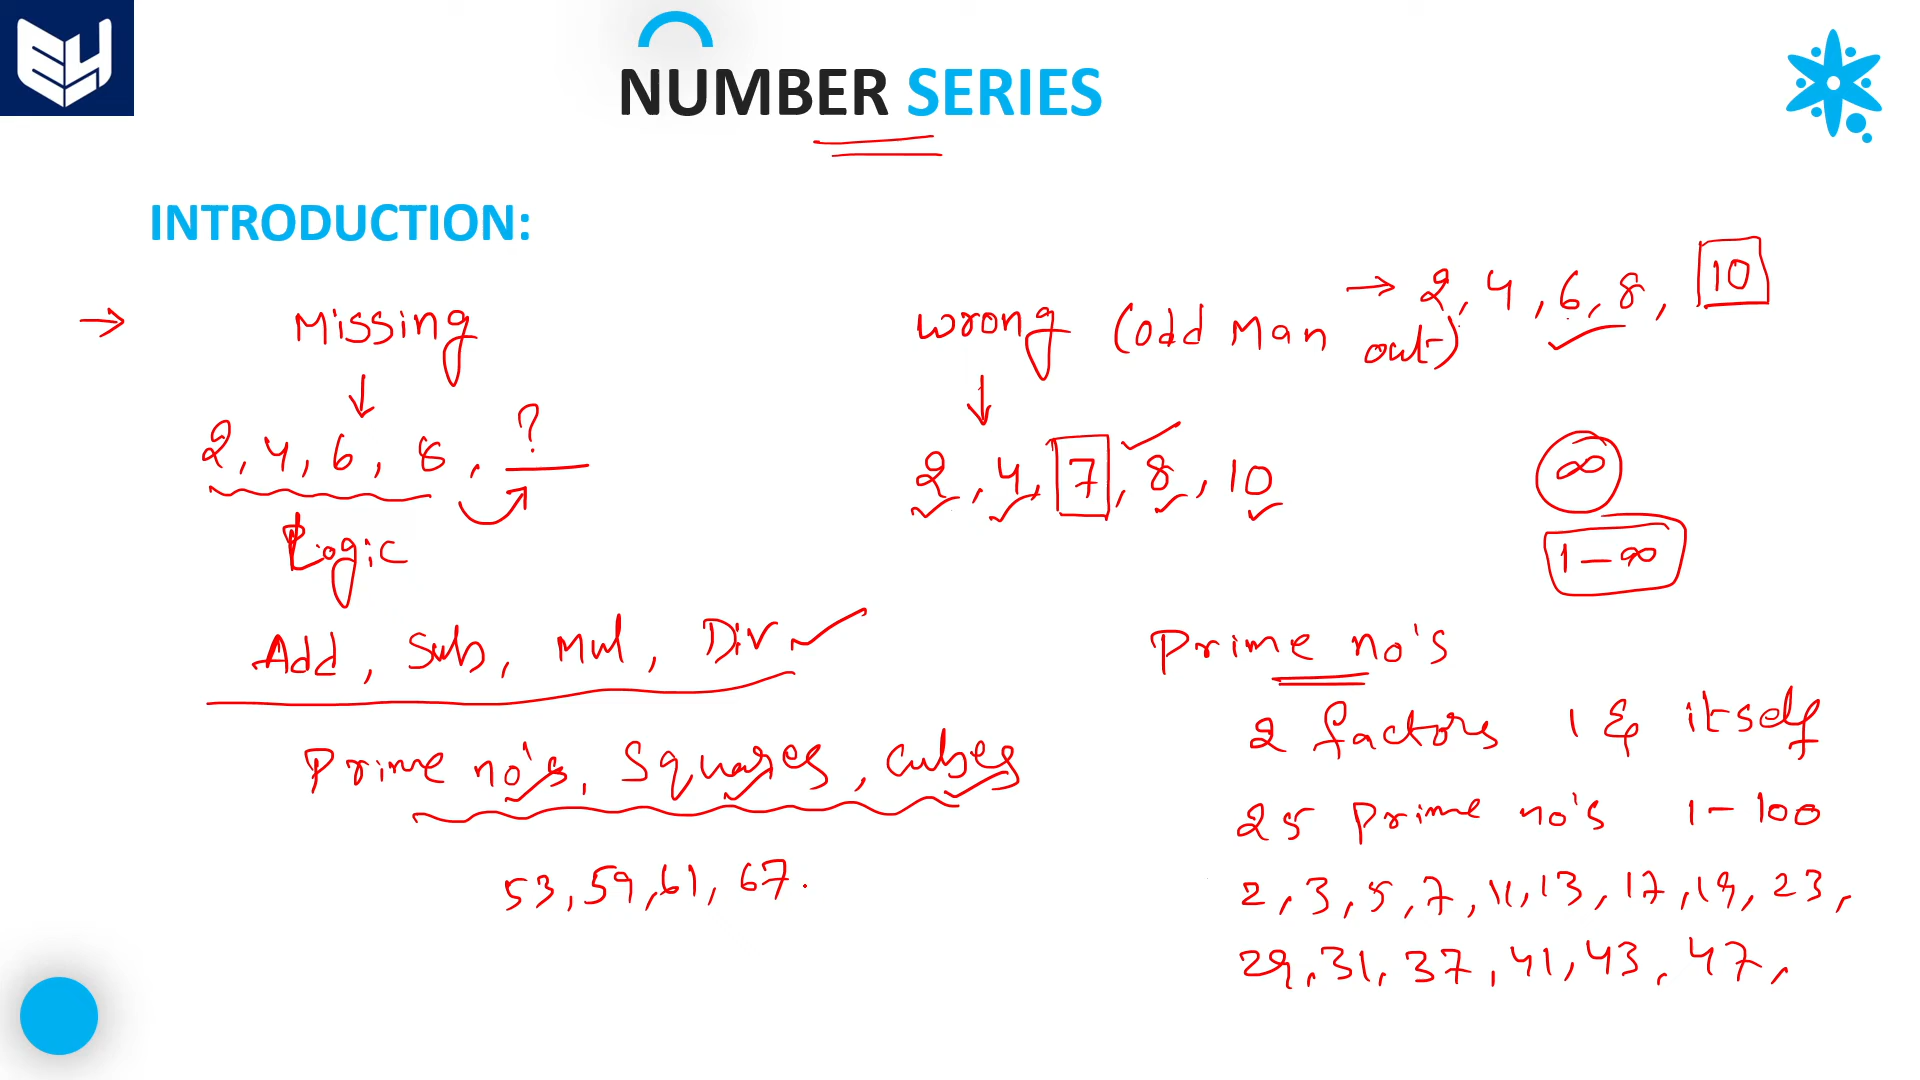 NUMBER SERIES
INTRODUCTION:
→ Missing
2, 4, 6, 8, ?
Logic
Wrong (odd Man out)
→ 2, 4, 6, 8, 10
2, 4, 7, 8, 10
∞
1 – ∞
Add, Sub, Mul, Div
Prime no's, Squares, Cubes
53, 59, 61, 67.
Prime no's
2 factors 1 & itself
25 prime no's 1 – 100
2, 3, 5, 7, 11, 13, 17, 19, 23,
29, 31, 37, 41, 43, 47,